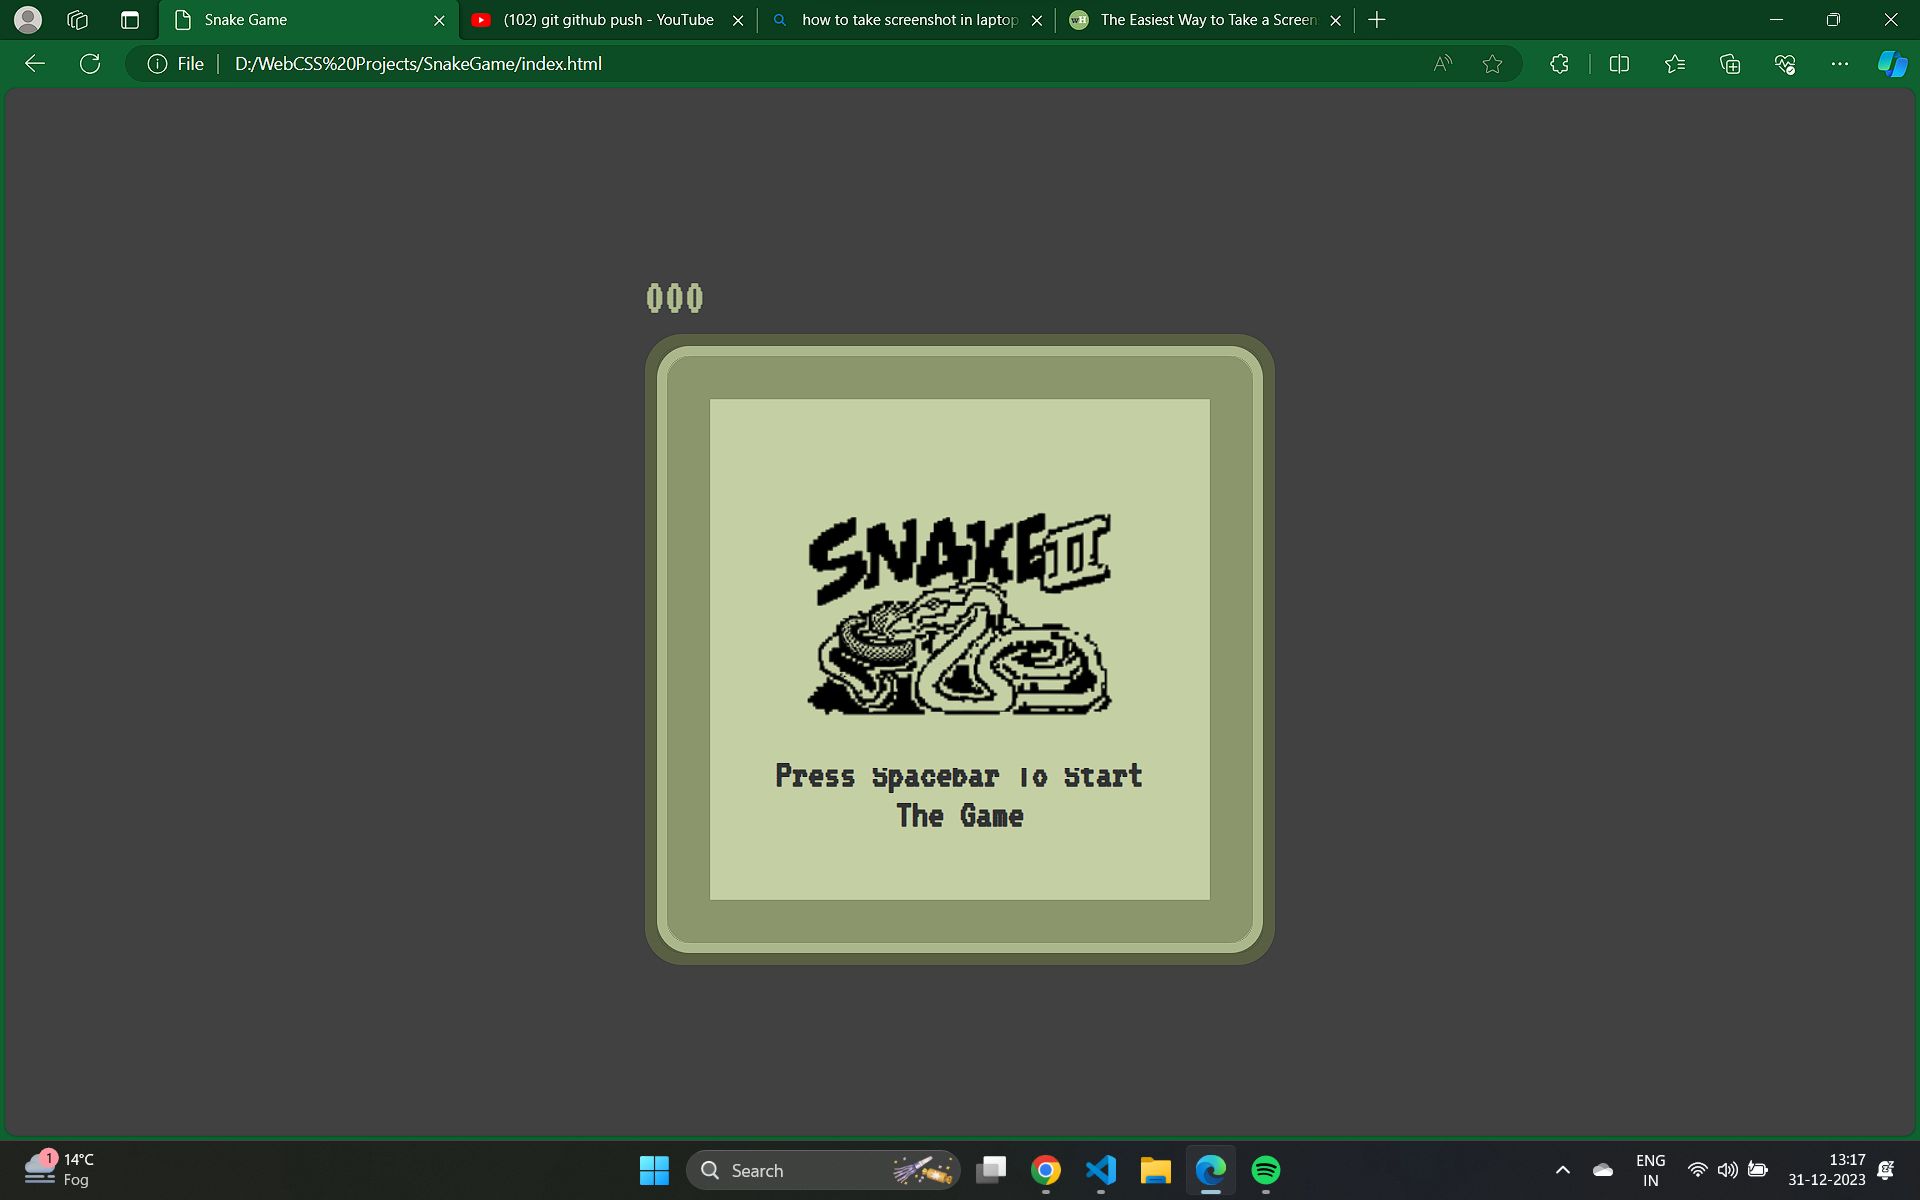 Snake Game
(102) git github push - YouTube
how to take screenshot in laptop
The Easiest Way to Take a Screen
File
D:/WebCSS%20Projects/SnakeGame/index.html
000
SNAKE II
Press Spacebar To Start
The Game
1
14°C
Fog
Search
ENG
IN
13:17
31-12-2023